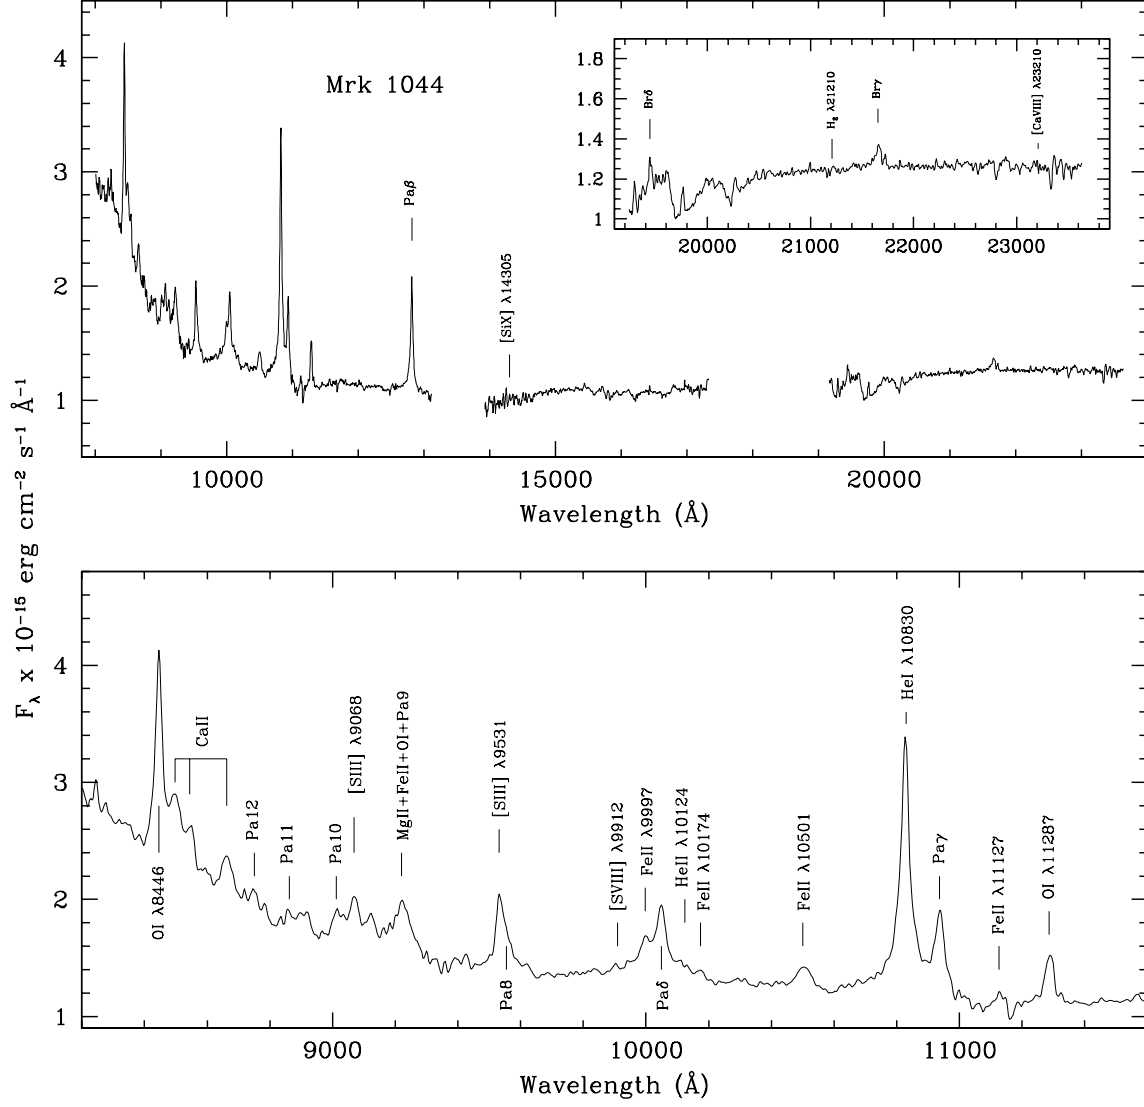 Mrk 1044
4
3
2
1
Paβ
[SiX] λ14305
10000
15000
20000
Wavelength (Å)
1.8
1.6
1.4
1.2
1
Brδ
H₂ λ21210
Brγ
[CaVIII] λ23210
20000
21000
22000
23000
F_λ x 10⁻¹⁵ erg cm⁻² s⁻¹ Å⁻¹
4
3
2
1
OI λ8446
CaII
Pa12
Pa11
Pa10
[SIII] λ9068
MgII+FeII+OI+Pa9
[SIII] λ9531
Pa8
[SVIII] λ9912
FeII λ9997
Paδ
HeII λ10124
FeII λ10174
FeII λ10501
HeI λ10830
Paγ
FeII λ11127
OI λ11287
9000
10000
11000
Wavelength (Å)